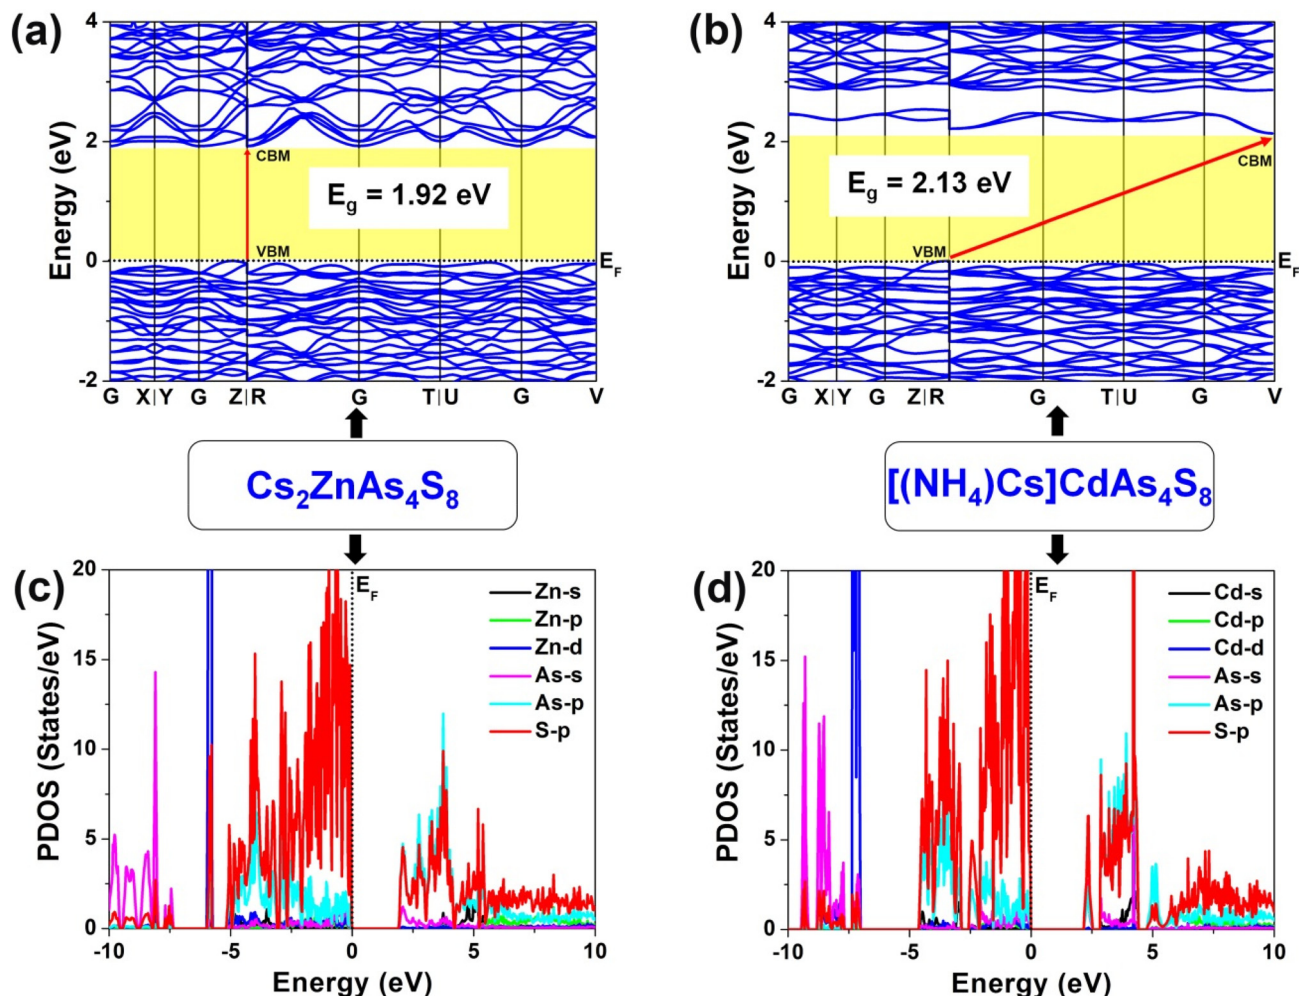 (a)
4
2
0
-2
Energy (eV)
CBM
E₉ = 1.92 eV
VBM
E_F
G X|Y G Z|R G T|U G V
(b)
4
2
0
-2
Energy (eV)
CBM
E₉ = 2.13 eV
VBM
E_F
G X|Y G Z|R G T|U G V
Cs₂ZnAs₄S₈
[(NH₄)Cs]CdAs₄S₈
(c)
20
15
10
5
0
PDOS (States/eV)
E_F
Zn-s
Zn-p
Zn-d
As-s
As-p
S-p
-10 -5 0 5 10
Energy (eV)
(d)
20
15
10
5
0
PDOS (States/eV)
E_F
Cd-s
Cd-p
Cd-d
As-s
As-p
S-p
-10 -5 0 5 10
Energy (eV)